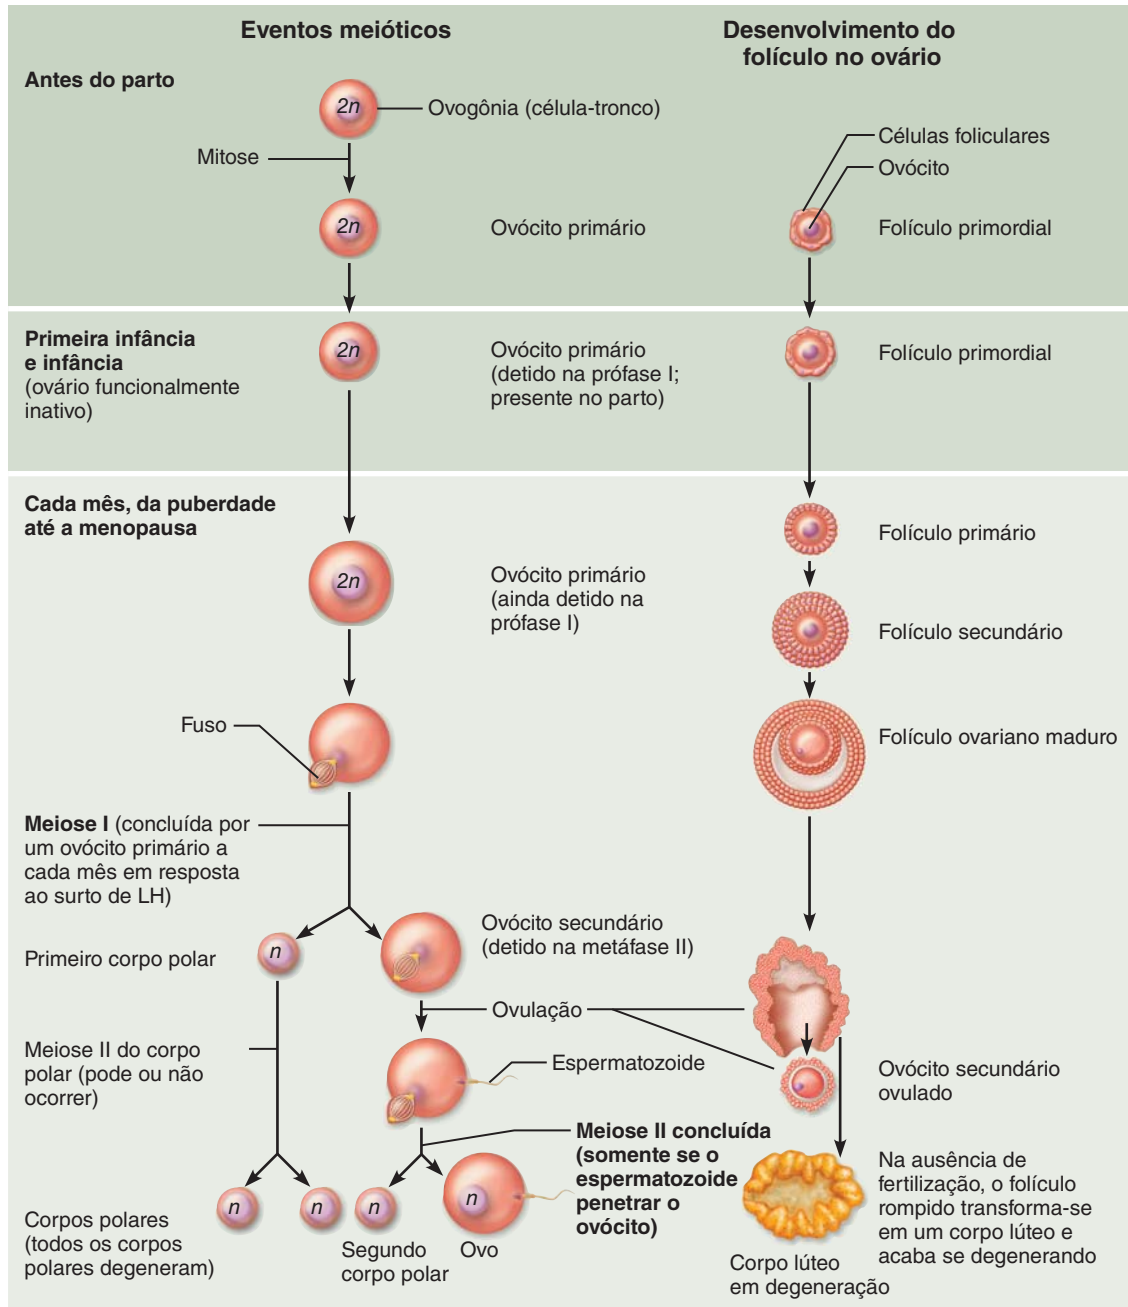 Eventos meióticos
Desenvolvimento do
folículo no ovário
Antes do parto
2n
Ovogônia (célula-tronco)
Mitose
Células foliculares
Ovócito
2n
Ovócito primário
Folículo primordial
Primeira infância
e infância
(ovário funcionalmente
inativo)
2n
Ovócito primário
(detido na prófase I;
presente no parto)
Folículo primordial
Cada mês, da puberdade
até a menopausa
2n
Ovócito primário
(ainda detido na
prófase I)
Folículo primário
Folículo secundário
Fuso
Folículo ovariano maduro
Meiose I (concluída por
um ovócito primário a
cada mês em resposta
ao surto de LH)
Primeiro corpo polar
n
Ovócito secundário
(detido na metáfase II)
Ovulação
Meiose II do corpo
polar (pode ou não
ocorrer)
Espermatozoide
Ovócito secundário
ovulado
Meiose II concluída
(somente se o
espermatozoide
penetrar o
ovócito)
n
n
n
n
Corpos polares
(todos os corpos
polares degeneram)
Segundo
corpo polar
Ovo
Na ausência de
fertilização, o folículo
rompido transforma-se
em um corpo lúteo e
acaba se degenerando
Corpo lúteo
em degeneração